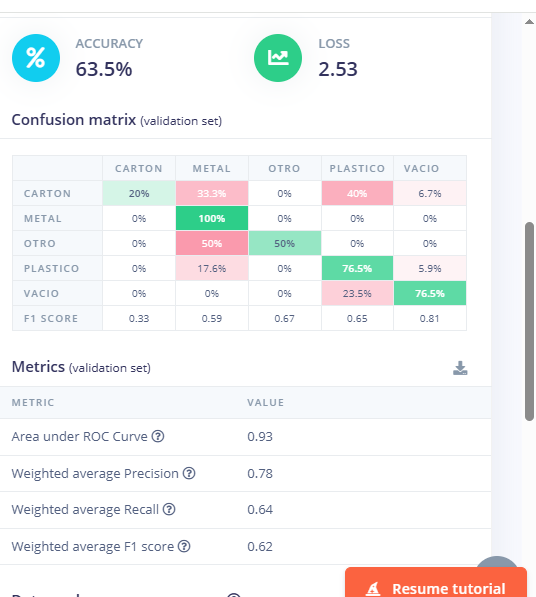 ACCURACY
63.5%
LOSS
2.53
Confusion matrix (validation set)
CARTON METAL OTRO PLASTICO VACIO
CARTON 20% 33.3% 0% 40% 6.7%
METAL 0% 100% 0% 0% 0%
OTRO 0% 50% 50% 0% 0%
PLASTICO 0% 17.6% 0% 76.5% 5.9%
VACIO 0% 0% 0% 23.5% 76.5%
F1 SCORE 0.33 0.59 0.67 0.65 0.81
Metrics (validation set)
METRIC VALUE
Area under ROC Curve 0.93
Weighted average Precision 0.78
Weighted average Recall 0.64
Weighted average F1 score 0.62
Resume tutorial